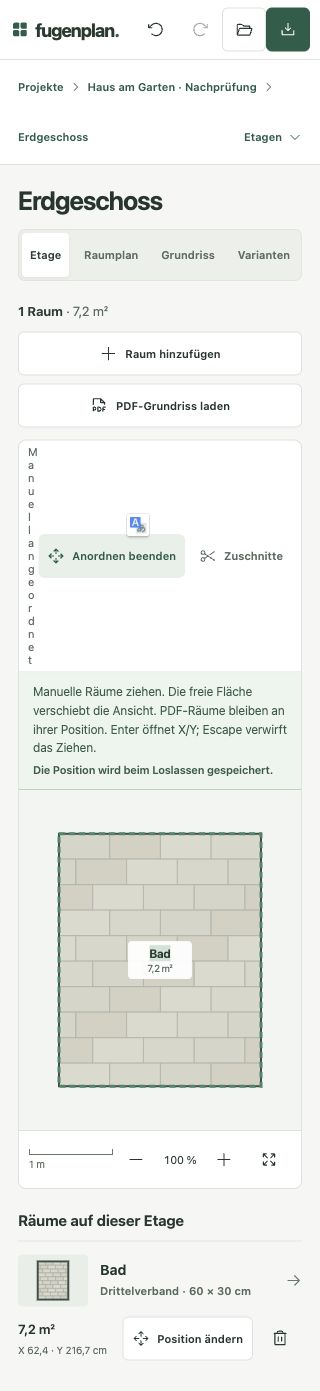 fugenplan.
Projekte > Haus am Garten · Nachprüfung >
Erdgeschoss
Etagen
Erdgeschoss
Etage
Raumplan
Grundriss
Varianten
1 Raum · 7,2 m²
Raum hinzufügen
PDF PDF-Grundriss laden
Manuell angeordnet
Anordnen beenden
Zuschnitte
Manuelle Räume ziehen. Die freie Fläche
verschiebt die Ansicht. PDF-Räume bleiben an
ihrer Position. Enter öffnet X/Y; Escape verwirft
das Ziehen.
Die Position wird beim Loslassen gespeichert.
Bad
7,2 m²
1 m
100 %
Räume auf dieser Etage
Bad
Drittelverband · 60 × 30 cm
7,2 m²
X 62,4 · Y 216,7 cm
Position ändern